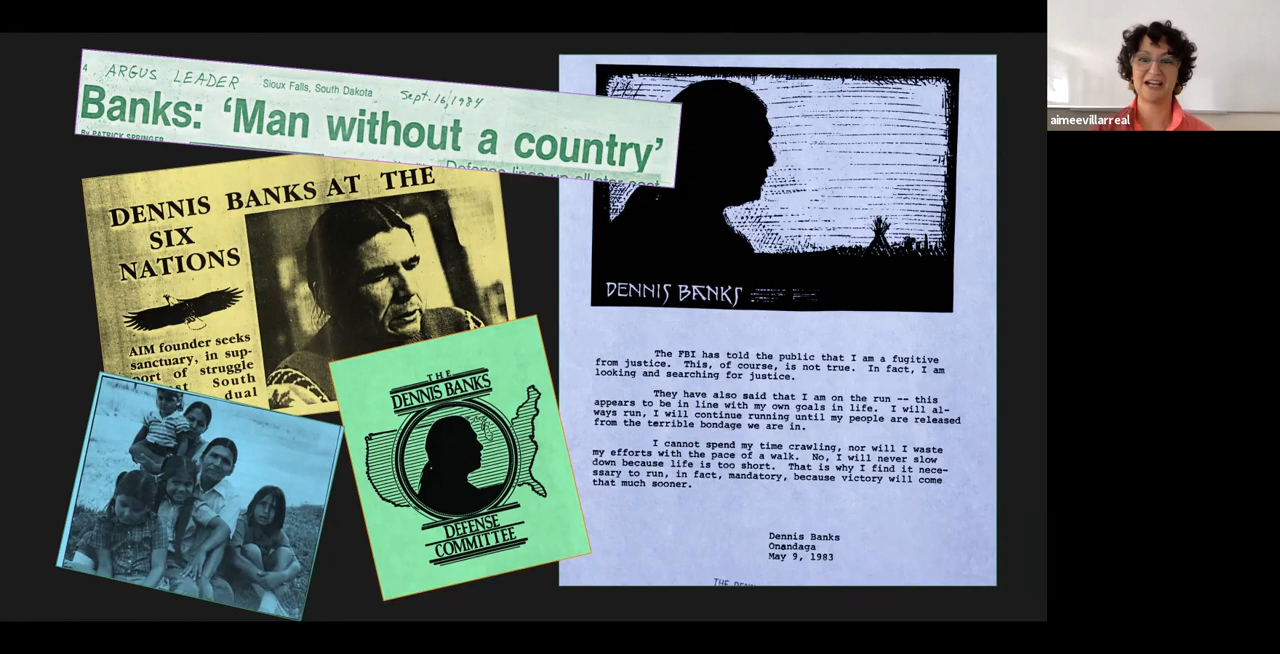 4 ARGUS LEADER Sioux Falls, South Dakota Sept. 16, 1984
Banks: ‘Man without a country’
By PATRICK SPRINGER
DENNIS BANKS AT THE
SIX
NATIONS
AIM founder seeks
sanctuary, in sup-
port of struggle
South
dual
THE
DENNIS BANKS
DEFENSE
COMMITTEE
DENNIS BANKS
The FBI has told the public that I am a fugitive
from justice. This, of course, is not true. In fact, I am
looking and searching for justice.
They have also said that I am on the run -- this
appears to be in line with my own goals in life. I will al-
ways run, I will continue running until my people are released
from the terrible bondage we are in.
I cannot spend my time crawling, nor will I waste
my efforts with the pace of a walk. No, I will never slow
down because life is too short. That is why I find it nece-
ssary to run, in fact, mandatory, because victory will come
that much sooner.
Dennis Banks
Onandaga
May 9, 1983
THE
aimeevillarreal